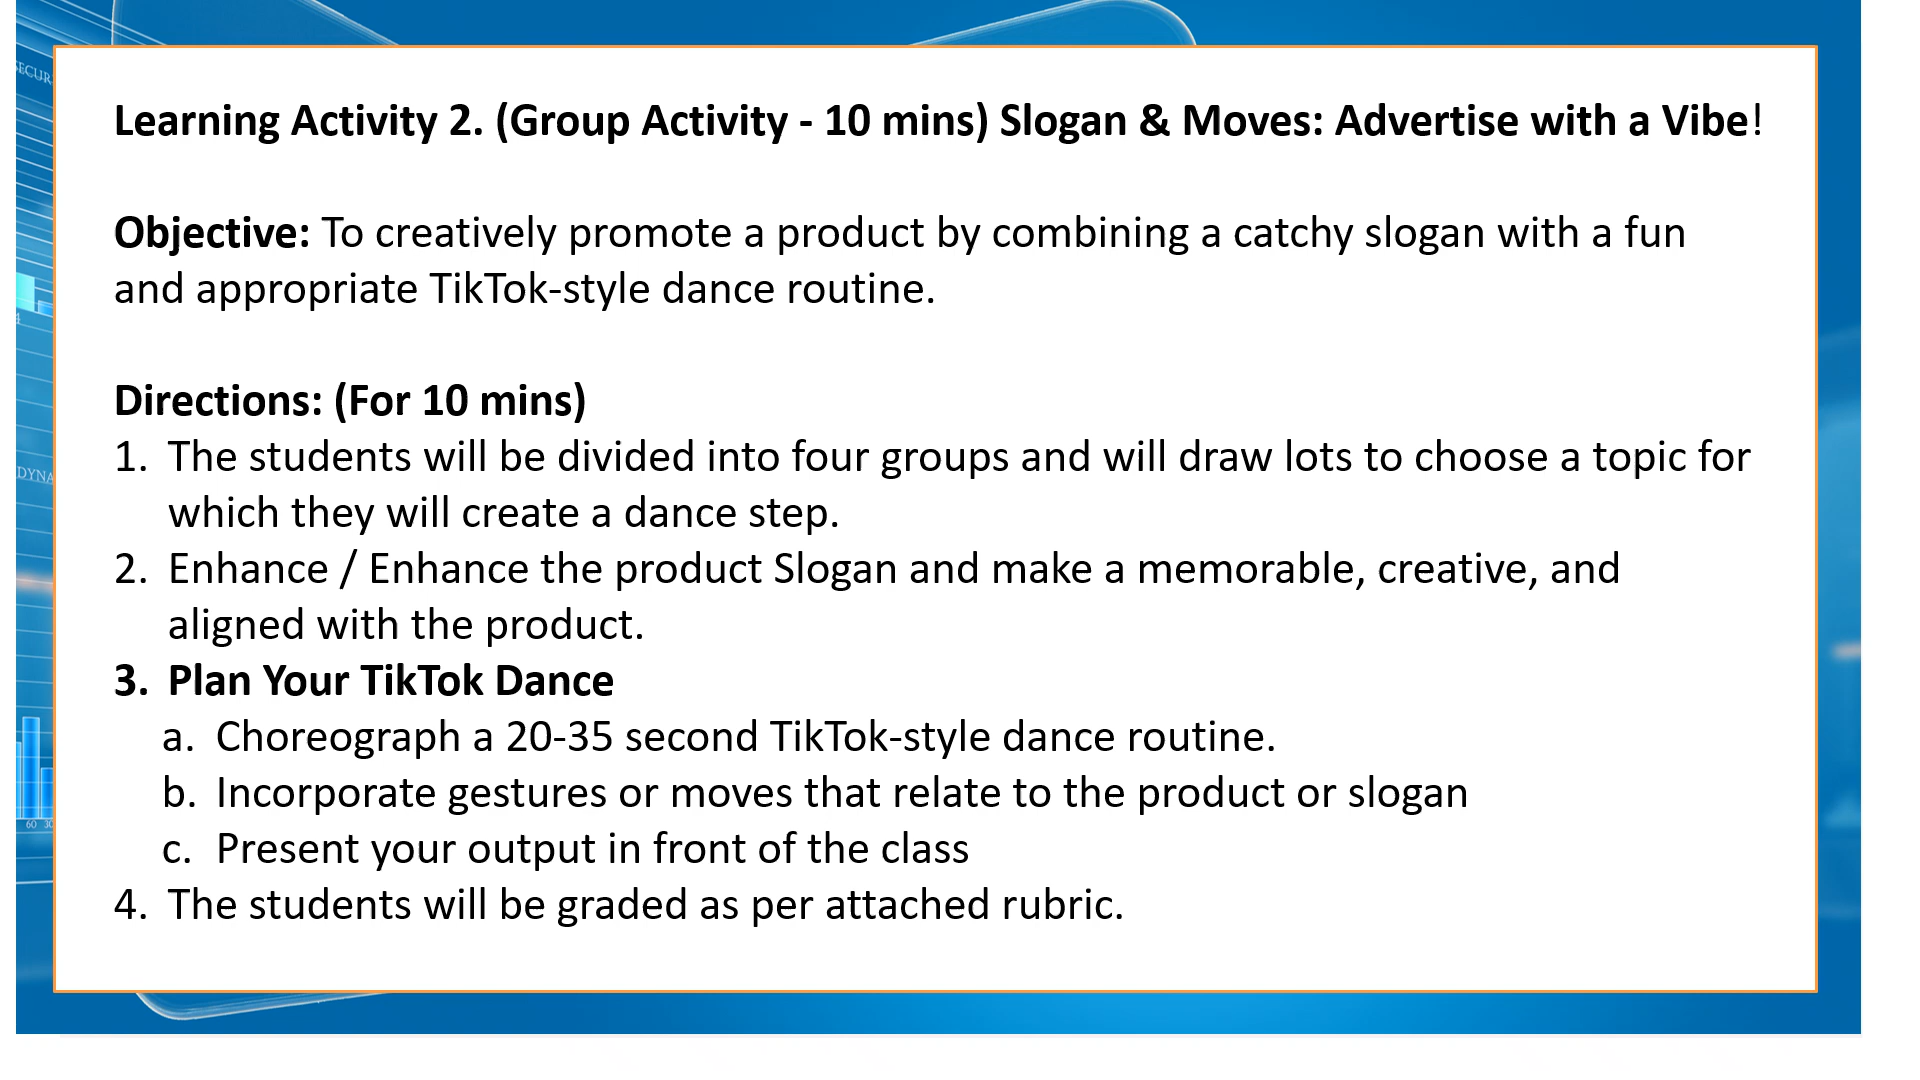 Learning Activity 2. (Group Activity - 10 mins) Slogan & Moves: Advertise with a Vibe!
Objective: To creatively promote a product by combining a catchy slogan with a fun
and appropriate TikTok-style dance routine.
Directions: (For 10 mins)
1. The students will be divided into four groups and will draw lots to choose a topic for
which they will create a dance step.
2. Enhance / Enhance the product Slogan and make a memorable, creative, and
aligned with the product.
3. Plan Your TikTok Dance
a. Choreograph a 20-35 second TikTok-style dance routine.
b. Incorporate gestures or moves that relate to the product or slogan
c. Present your output in front of the class
4. The students will be graded as per attached rubric.